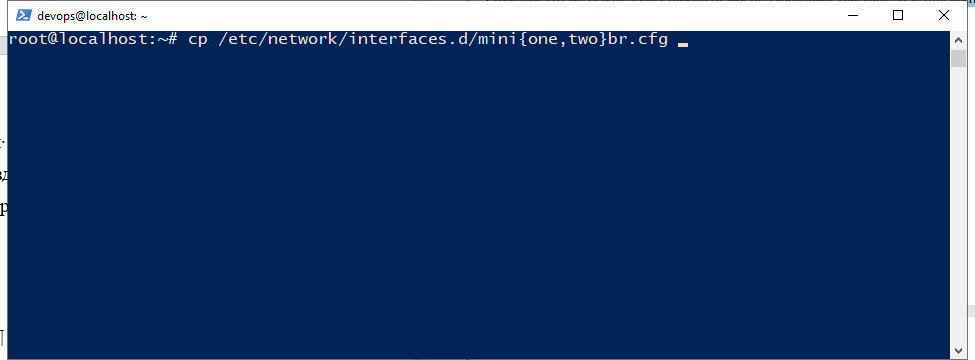 devops@localhost: ~
root@localhost:~# cp /etc/network/interfaces.d/mini{one,two}br.cfg